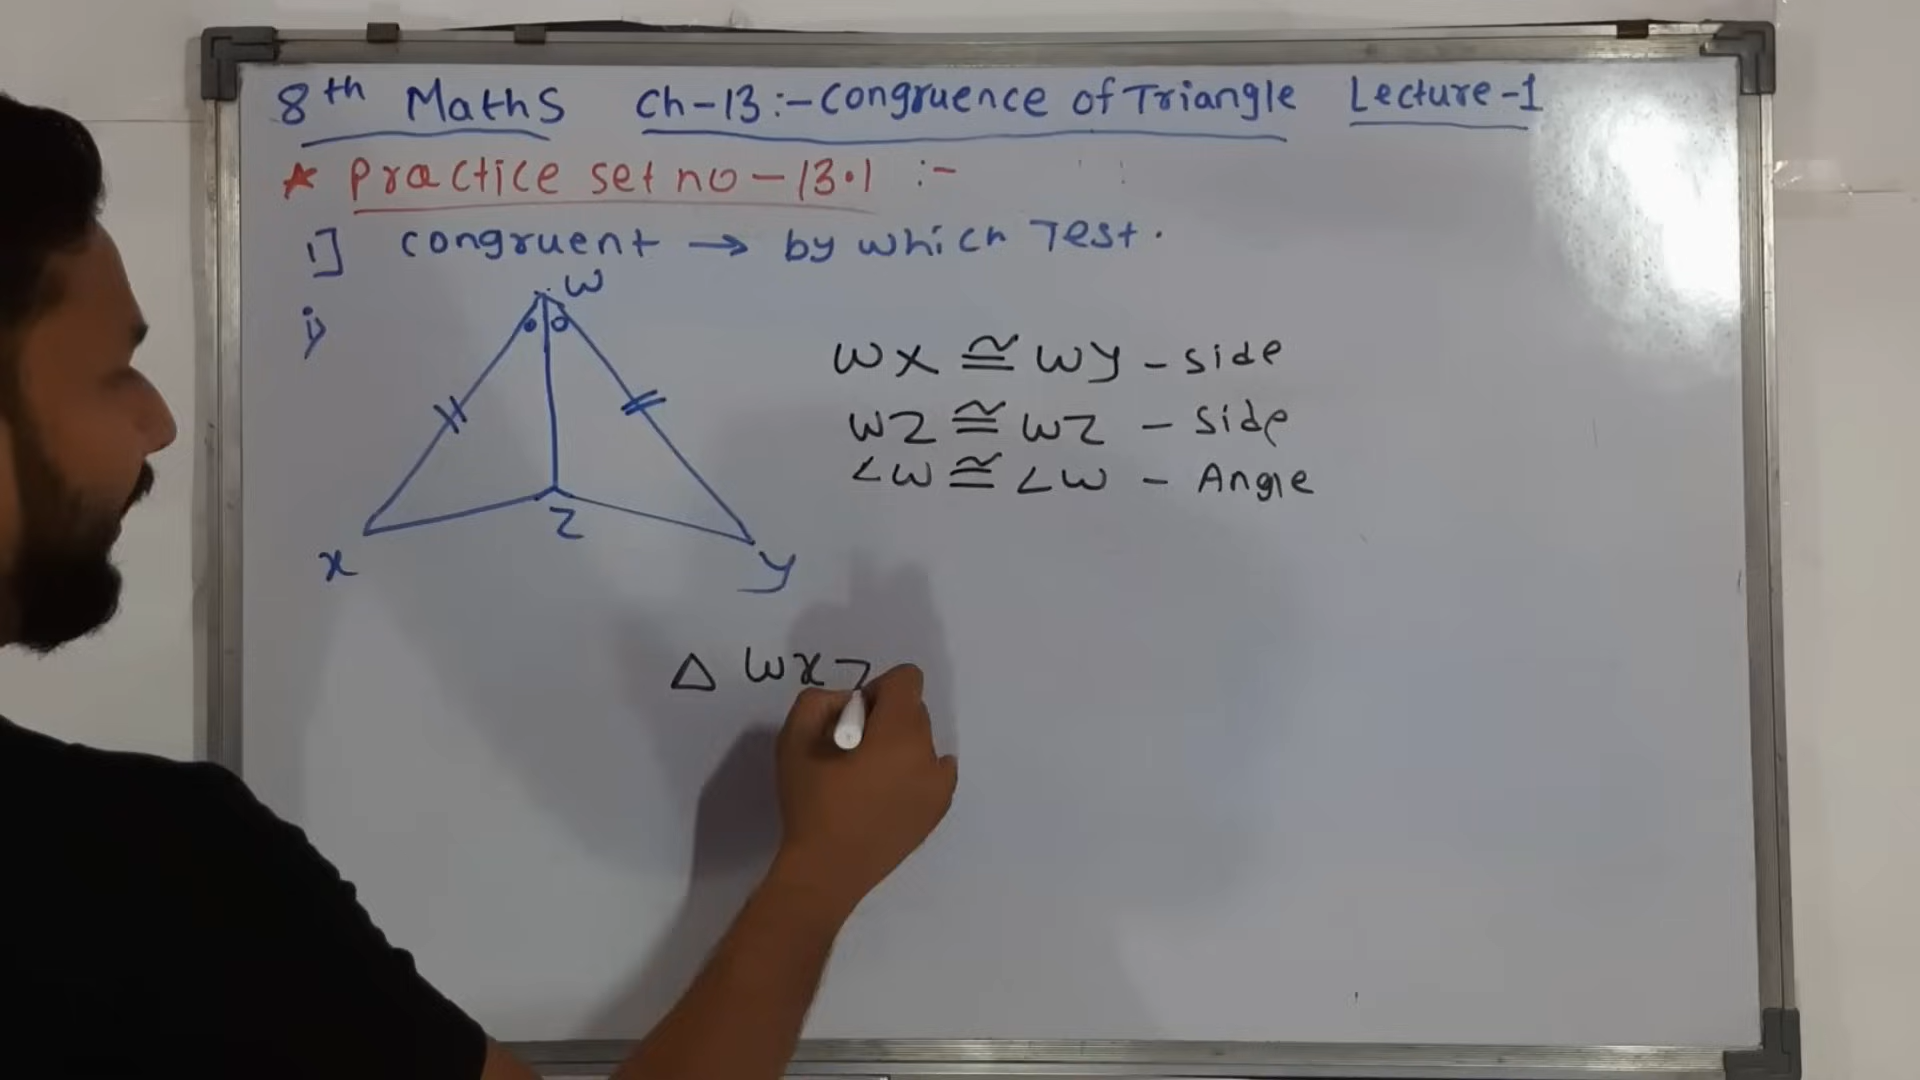 8th Maths Ch-13:- Congruence of Triangle Lecture-1
★ Practice set no - 13.1 :-
1] congruent → by which Test.
i)
W
X
Z
Y
WX ≅ WY - side
WZ ≅ WZ - side
∠W ≅ ∠W - Angle
△ WXZ